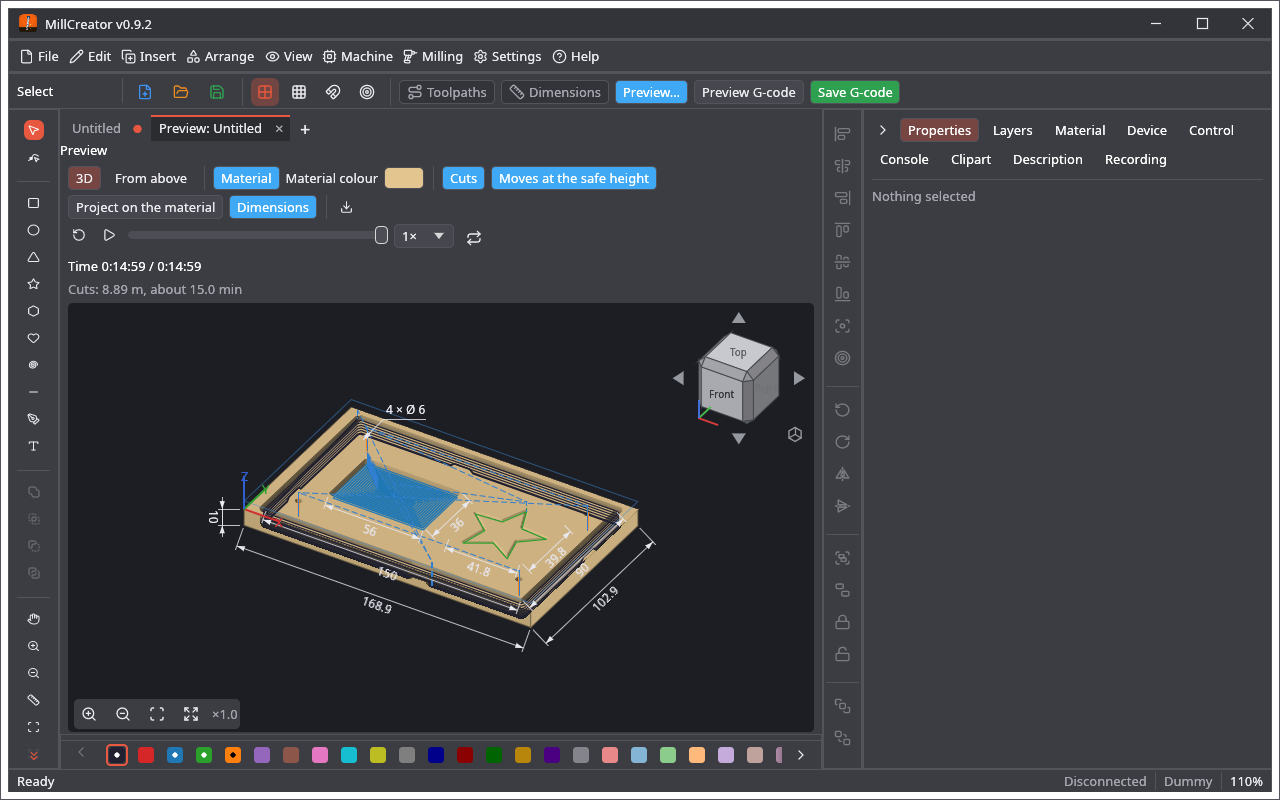 MillCreator v0.9.2
File Edit Insert Arrange View Machine Milling Settings Help
Select Toolpaths Dimensions Preview... Preview G-code Save G-code
Untitled Preview: Untitled × +
Preview
3D From above Material Material colour Cuts Moves at the safe height
Project on the material Dimensions
1×
Time 0:14:59 / 0:14:59
Cuts: 8.89 m, about 15.0 min
Properties Layers Material Device Control
Console Clipart Description Recording
Nothing selected
Top
Front
4 × Ø 6
Z
10
56
36
41.8
39.8
90
150
168.9
102.9
×1.0
Ready Disconnected Dummy 110%